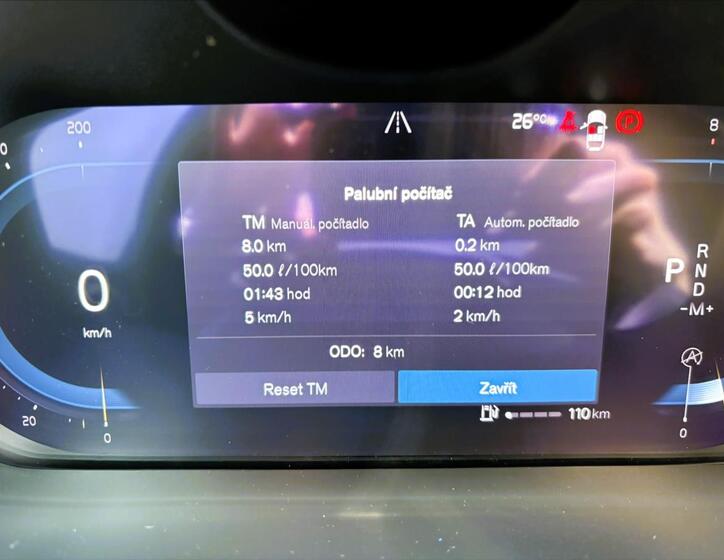 200
26°C
8
Palubní počítač
TM Manuál. počítadlo
TA Autom. počítadlo
8.0 km
0.2 km
50.0 ℓ/100km
50.0 ℓ/100km
01:43 hod
00:12 hod
5 km/h
2 km/h
ODO: 8 km
Reset TM
Zavřít
0
km/h
P
R
N
D
-M+
A
110 km
20
0
0